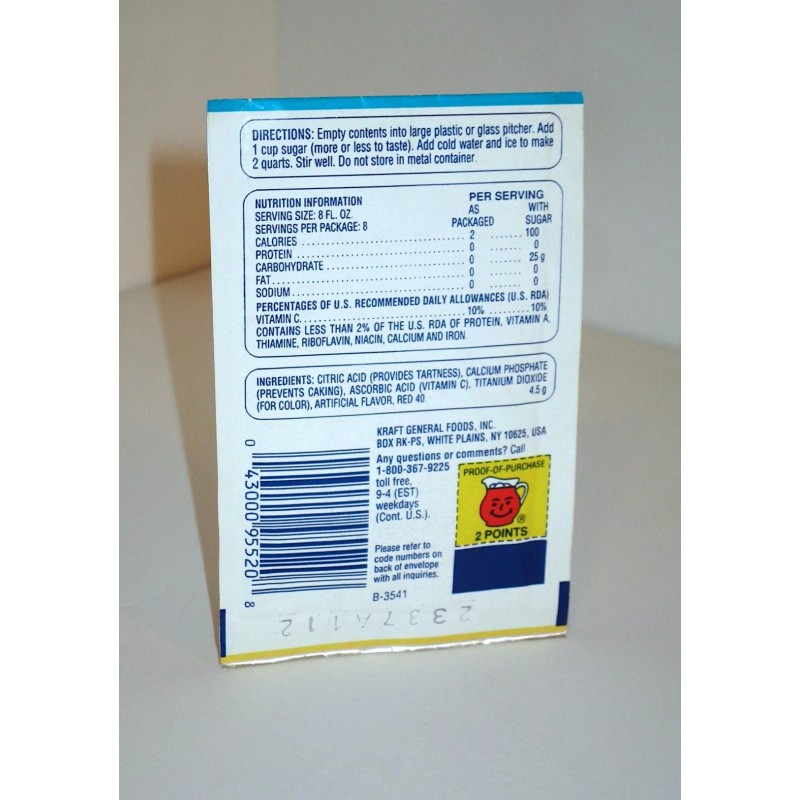 DIRECTIONS: Empty contents into large plastic or glass pitcher. Add
1 cup sugar (more or less to taste). Add cold water and ice to make
2 quarts. Stir well. Do not store in metal container.
NUTRITION INFORMATION PER SERVING
SERVING SIZE: 8 FL. OZ. AS WITH
SERVINGS PER PACKAGE: 8 PACKAGED SUGAR
CALORIES 2 100
PROTEIN 0 0
CARBOHYDRATE 0 25 g
FAT 0 0
SODIUM 0 0
PERCENTAGES OF U.S. RECOMMENDED DAILY ALLOWANCES (U.S. RDA)
VITAMIN C 10% 10%
CONTAINS LESS THAN 2% OF THE U.S. RDA OF PROTEIN, VITAMIN A,
THIAMINE, RIBOFLAVIN, NIACIN, CALCIUM AND IRON.
INGREDIENTS: CITRIC ACID (PROVIDES TARTNESS), CALCIUM PHOSPHATE
(PREVENTS CAKING), ASCORBIC ACID (VITAMIN C), TITANIUM DIOXIDE
(FOR COLOR), ARTIFICIAL FLAVOR, RED 40. 4.5 g
KRAFT GENERAL FOODS, INC.
BOX RK-PS, WHITE PLAINS, NY 10625, USA
Any questions or comments? Call
1-800-367-9225
toll free,
9-4 (EST)
weekdays
(Cont. U.S.).
PROOF-OF-PURCHASE
®
2 POINTS
Please refer to
code numbers on
back of envelope
with all inquiries.
B-3541
0 43000 95520 8
2337A112